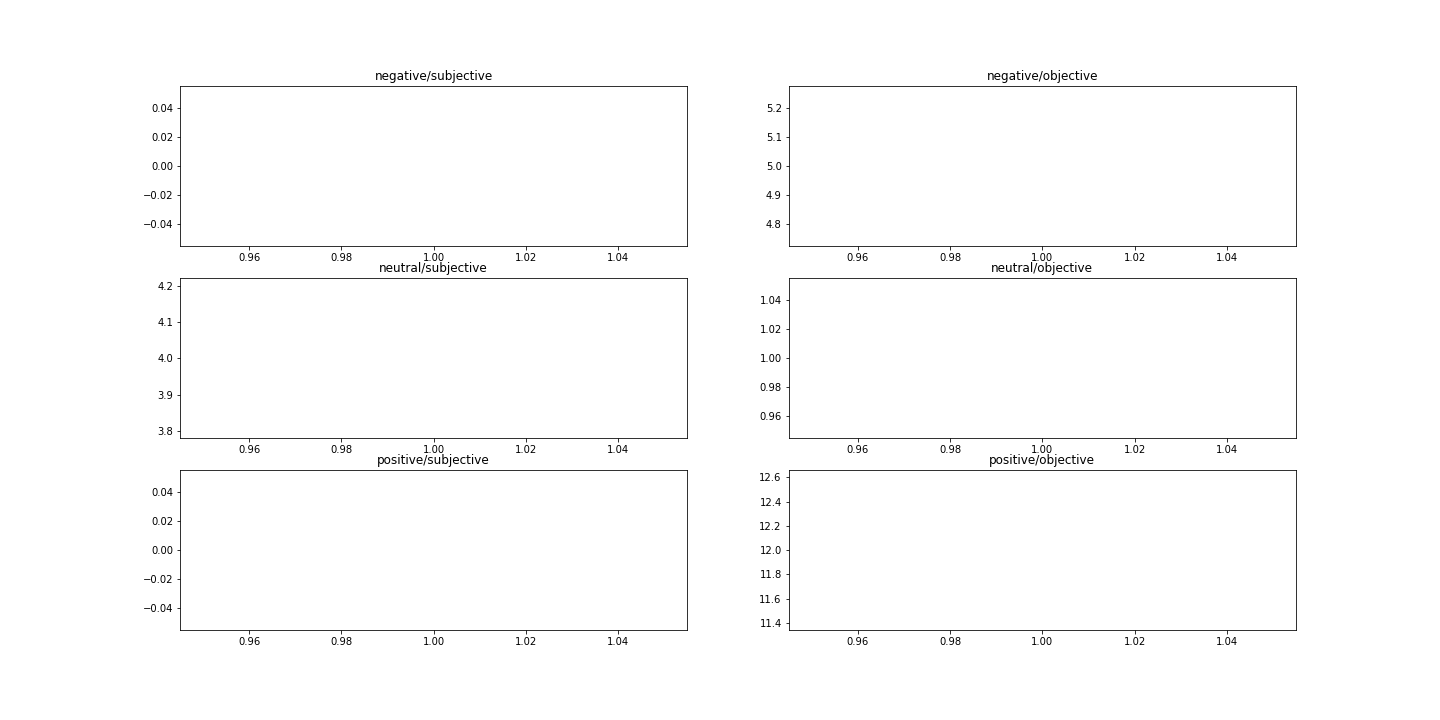 negative/subjective
0.04
0.02
0.00
−0.02
−0.04
0.96 0.98 1.00 1.02 1.04
negative/objective
5.2
5.1
5.0
4.9
4.8
0.96 0.98 1.00 1.02 1.04
neutral/subjective
4.2
4.1
4.0
3.9
3.8
0.96 0.98 1.00 1.02 1.04
neutral/objective
1.04
1.02
1.00
0.98
0.96
0.96 0.98 1.00 1.02 1.04
positive/subjective
0.04
0.02
0.00
−0.02
−0.04
0.96 0.98 1.00 1.02 1.04
positive/objective
12.6
12.4
12.2
12.0
11.8
11.6
11.4
0.96 0.98 1.00 1.02 1.04